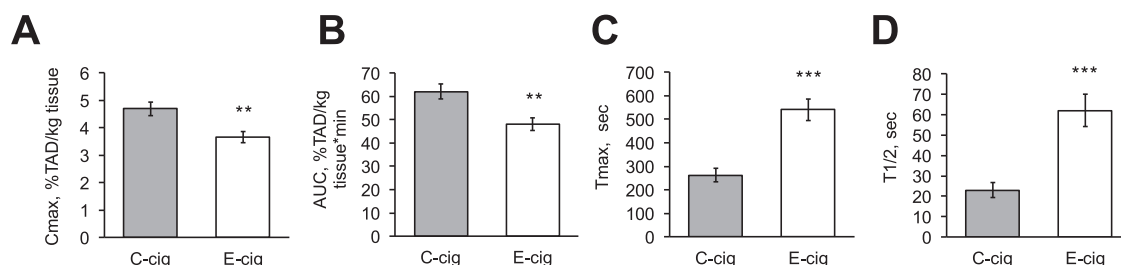 A
Cmax, %TAD/kg tissue
6
5
4
3
2
1
0
**
C-cig
E-cig
B
AUC, %TAD/kg
tissue*min
70
60
50
40
30
20
10
0
**
C-cig
E-cig
C
Tmax, sec
700
600
500
400
300
200
100
0
***
C-cig
E-cig
D
T1/2, sec
80
70
60
50
40
30
20
10
0
***
C-cig
E-cig